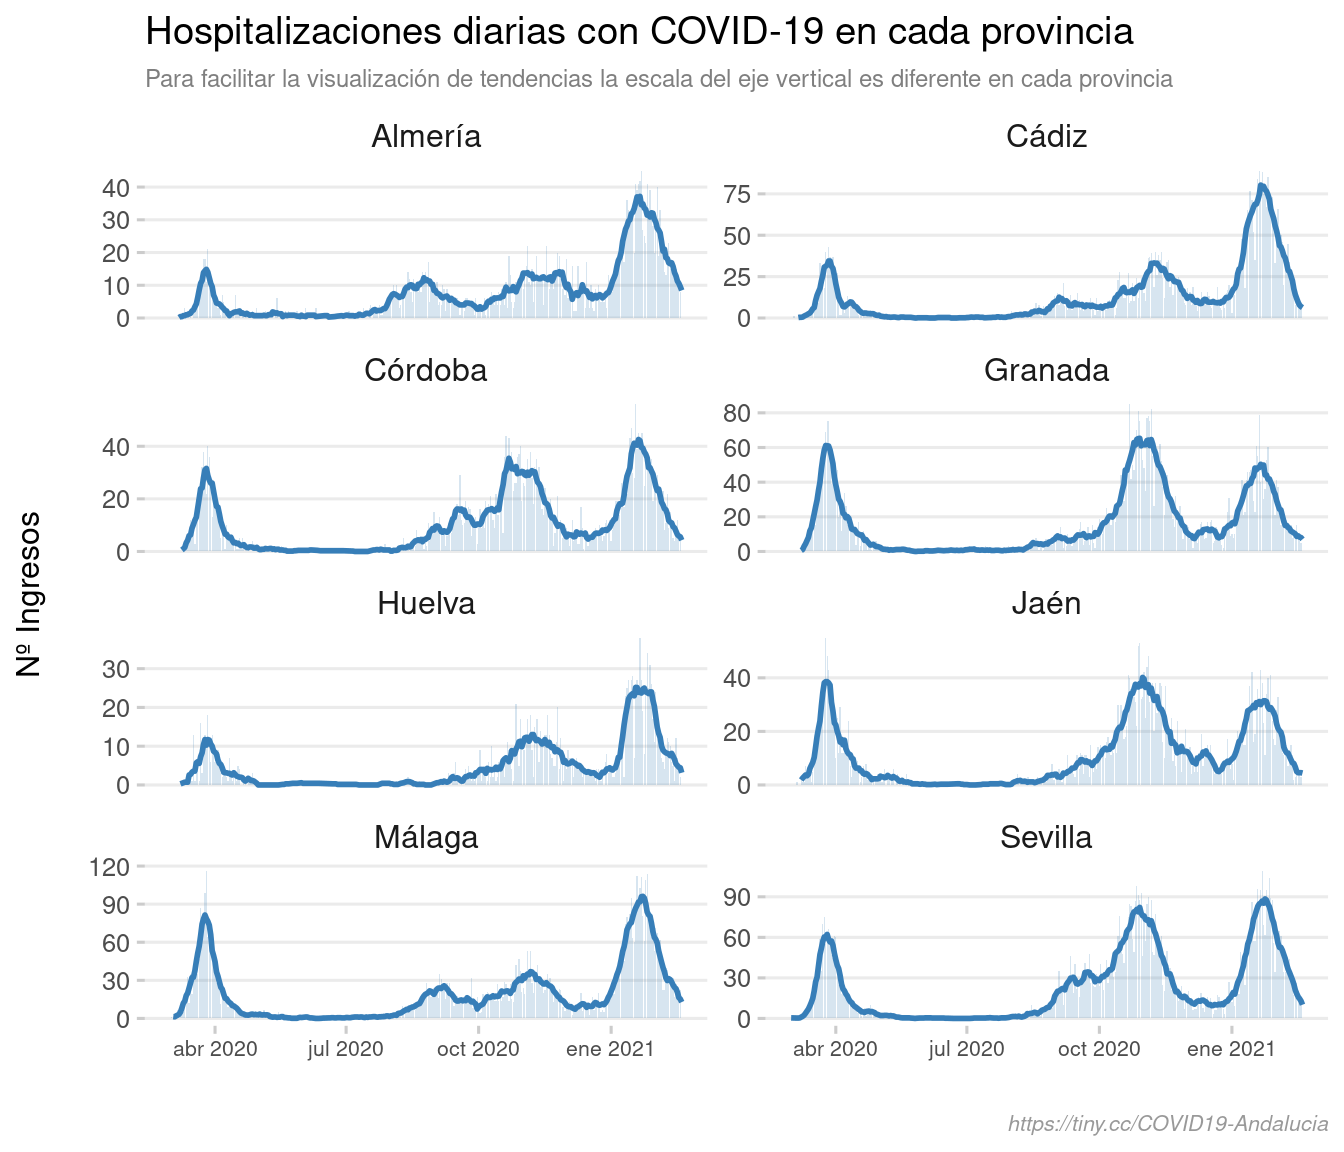 Hospitalizaciones diarias con COVID-19 en cada provincia
Para facilitar la visualización de tendencias la escala del eje vertical es diferente en cada provincia
Nº Ingresos
Almería
40
30
20
10
0
Cádiz
75
50
25
0
Córdoba
40
20
0
Granada
80
60
40
20
0
Huelva
30
20
10
0
Jaén
40
20
0
Málaga
120
90
60
30
0
abr 2020 jul 2020 oct 2020 ene 2021
Sevilla
90
60
30
0
abr 2020 jul 2020 oct 2020 ene 2021
https://tiny.cc/COVID19-Andalucia